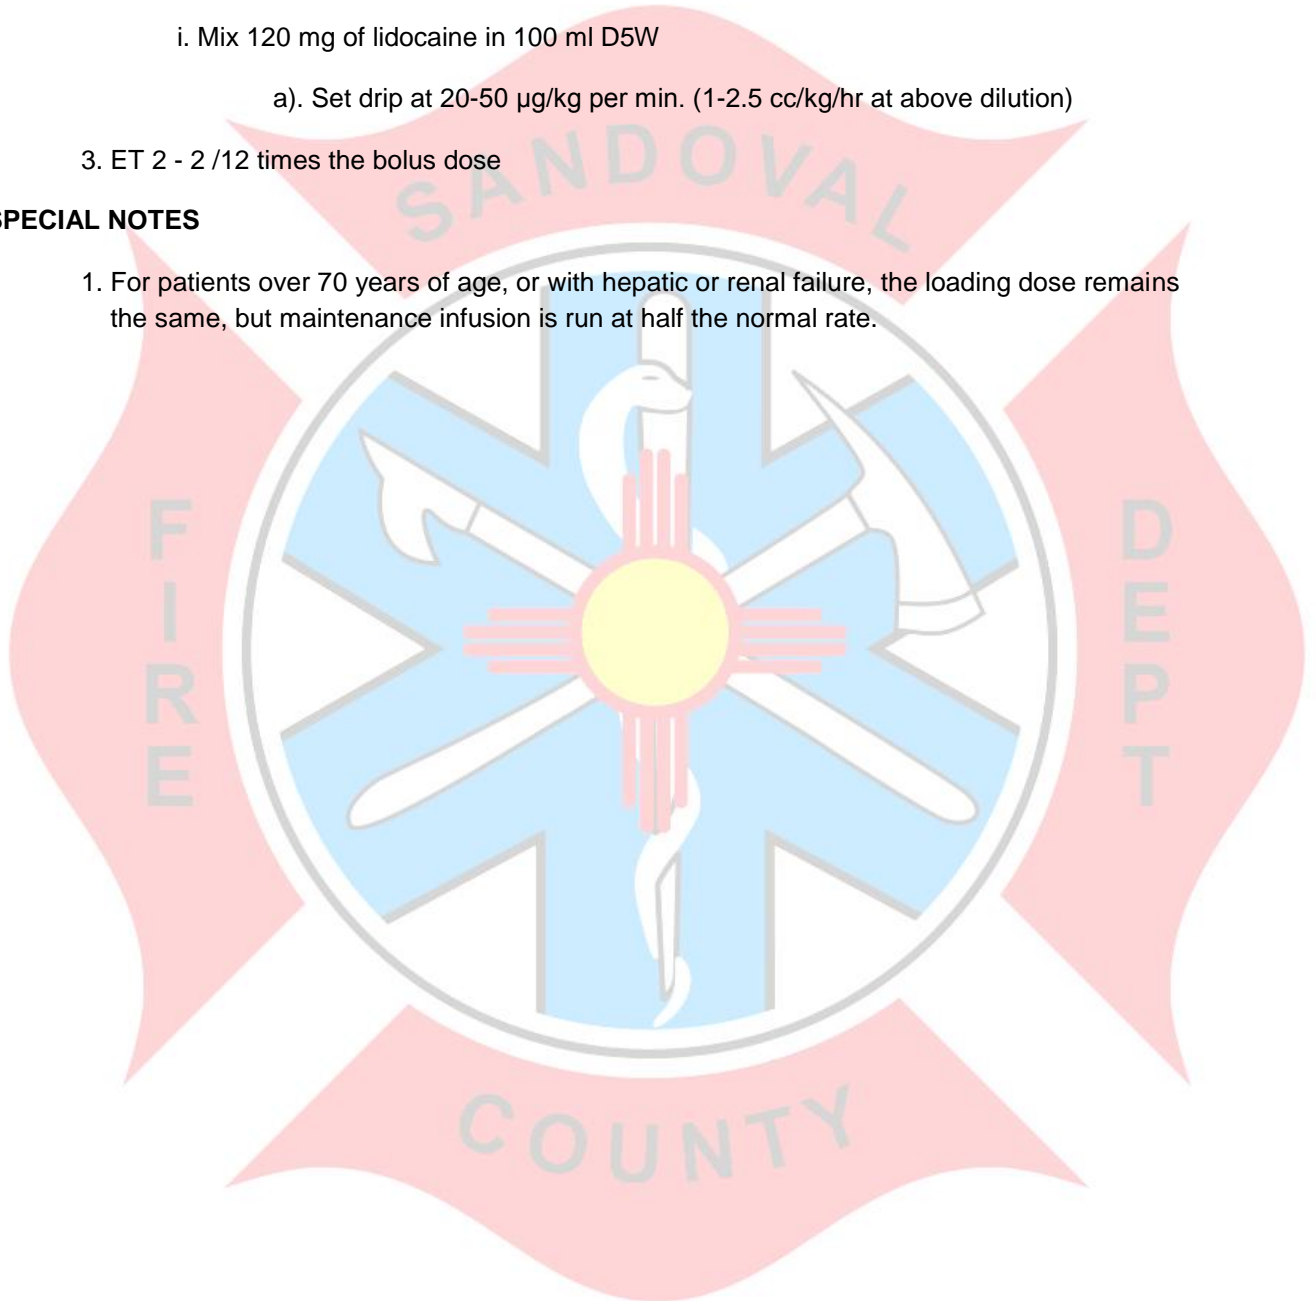 i. Mix 120 mg of lidocaine in 100 ml D5W
a). Set drip at 20-50 µg/kg per min. (1-2.5 cc/kg/hr at above dilution)
3. ET 2 - 2 /12 times the bolus dose
SPECIAL NOTES
1. For patients over 70 years of age, or with hepatic or renal failure, the loading dose remains
the same, but maintenance infusion is run at half the normal rate.
SANDOVAL
FIRE
DEPT
COUNTY